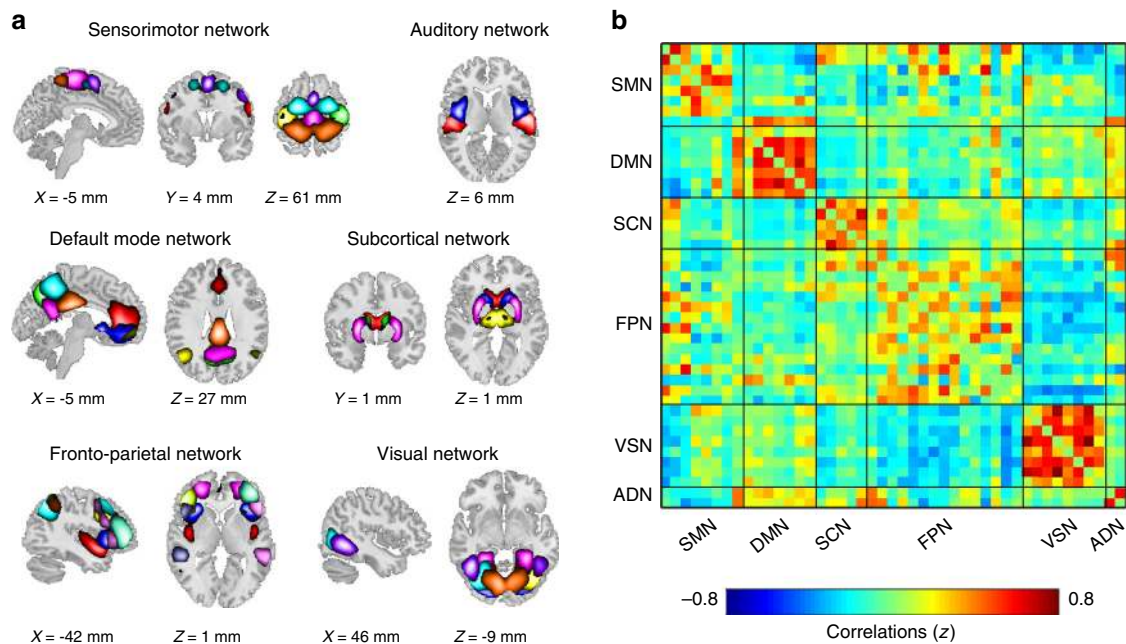 a
Sensorimotor network
Auditory network
X = -5 mm
Y = 4 mm
Z = 61 mm
Z = 6 mm
Default mode network
Subcortical network
X = -5 mm
Z = 27 mm
Y = 1 mm
Z = 1 mm
Fronto-parietal network
Visual network
X = -42 mm
Z = 1 mm
X = 46 mm
Z = -9 mm
b
SMN
DMN
SCN
FPN
VSN
ADN
SMN
DMN
SCN
FPN
VSN
ADN
–0.8
0.8
Correlations (z)